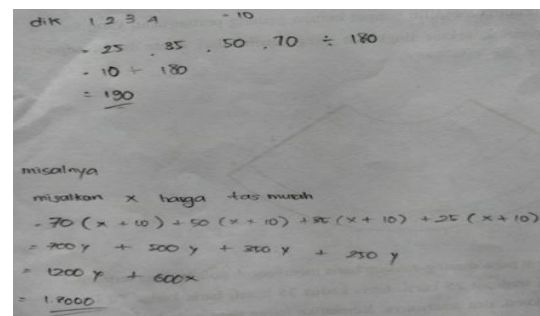 dik 1 2 3 4 - 10
- 25 . 35 . 50 . 70 ÷ 180
- 10 + 180
= 190
misalnya
misalkan x harga tas murah
- 70 (x + 10) + 50 (x + 10) + 35 (x + 10) + 25 (x + 10)
= 700 y + 500 y + 350 y + 250 y
= 1200 y + 600x
= 1.8000